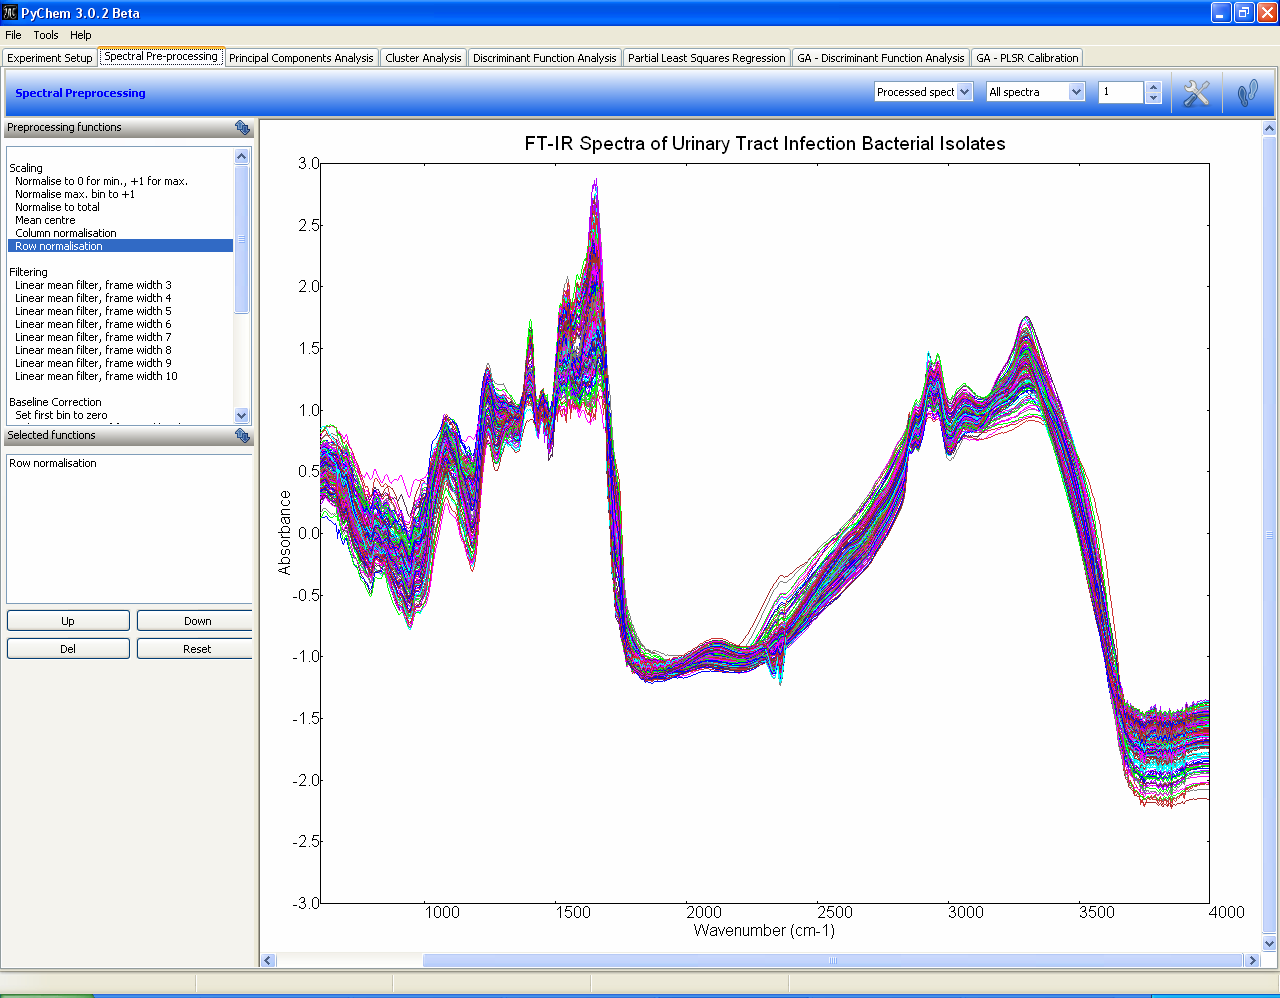 PyChem 3.0.2 Beta
File Tools Help
Experiment Setup Spectral Pre-processing Principal Components Analysis Cluster Analysis Discriminant Function Analysis Partial Least Squares Regression GA - Discriminant Function Analysis GA - PLSR Calibration
Spectral Preprocessing Processed spect All spectra 1
Preprocessing functions
Scaling
Normalise to 0 for min., +1 for max.
Normalise max. bin to +1
Normalise to total
Mean centre
Column normalisation
Row normalisation
Filtering
Linear mean filter, frame width 3
Linear mean filter, frame width 4
Linear mean filter, frame width 5
Linear mean filter, frame width 6
Linear mean filter, frame width 7
Linear mean filter, frame width 8
Linear mean filter, frame width 9
Linear mean filter, frame width 10
Baseline Correction
Set first bin to zero
Selected functions
Row normalisation
Up Down
Del Reset
FT-IR Spectra of Urinary Tract Infection Bacterial Isolates
3.0
2.5
2.0
1.5
1.0
0.5
0.0
-0.5
-1.0
-1.5
-2.0
-2.5
-3.0
Absorbance
1000 1500 2000 2500 3000 3500 4000
Wavenumber (cm-1)